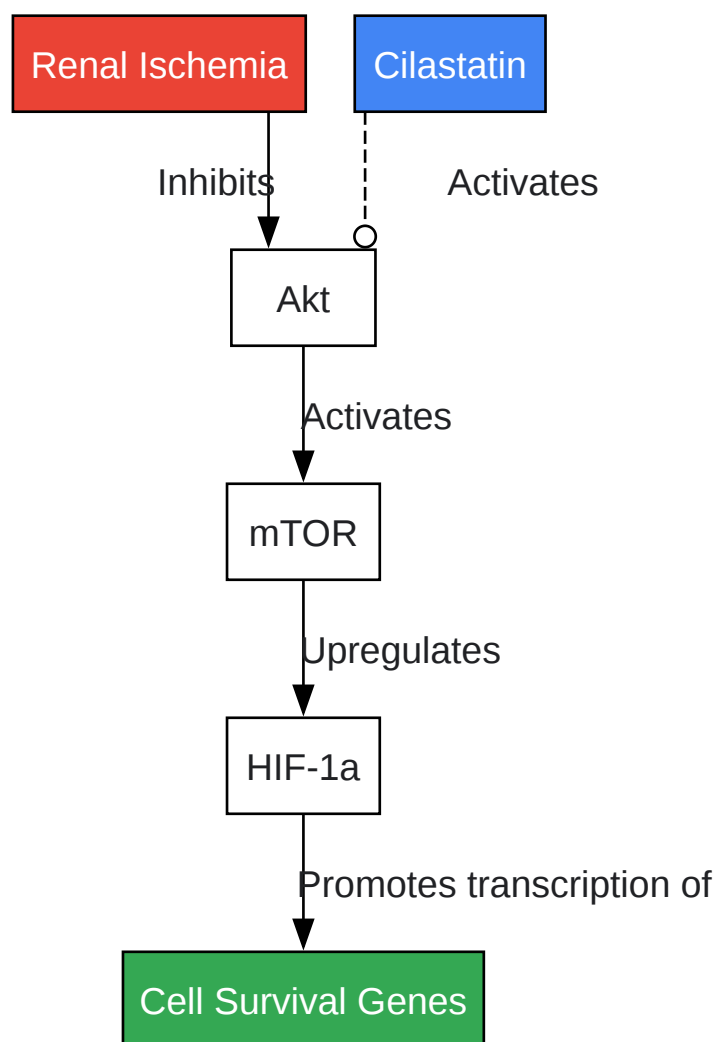 Renal Ischemia
Cilastatin
Inhibits
Activates
Akt
Activates
mTOR
Upregulates
HIF-1a
Promotes transcription of
Cell Survival Genes